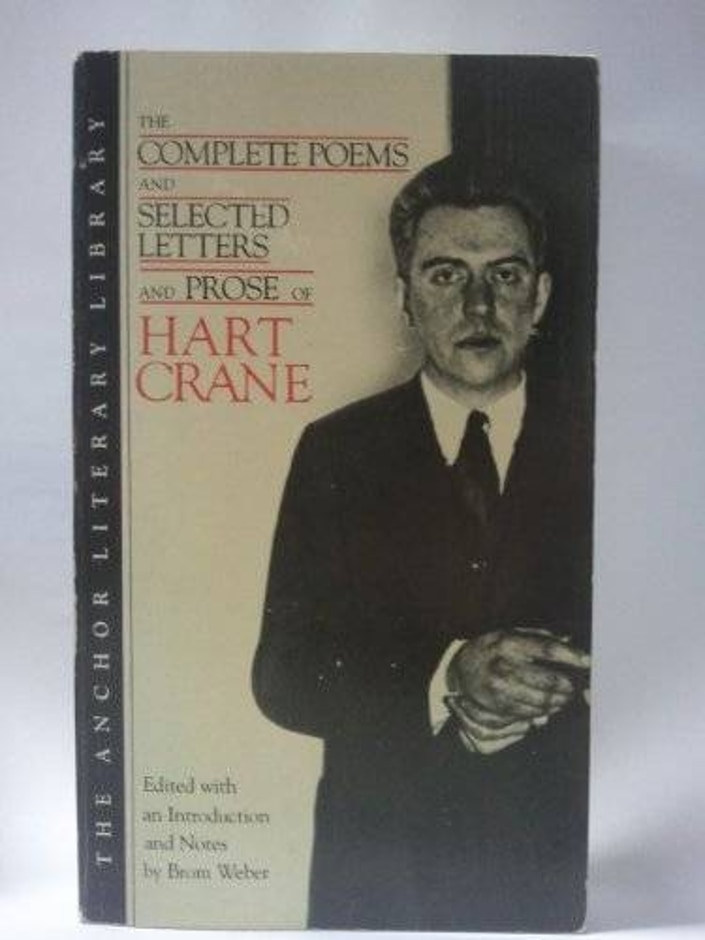 THE ANCHOR LITERARY LIBRARY
THE
COMPLETE POEMS
AND
SELECTED
LETTERS
AND PROSE OF
HART
CRANE
Edited with
an Introduction
and Notes
by Brom Weber